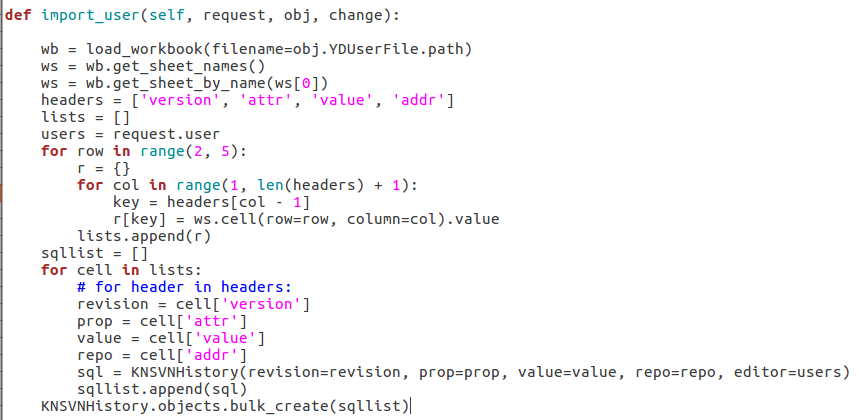 def import_user(self, request, obj, change):
    wb = load_workbook(filename=obj.YDUserFile.path)
    ws = wb.get_sheet_names()
    ws = wb.get_sheet_by_name(ws[0])
    headers = ['version', 'attr', 'value', 'addr']
    lists = []
    users = request.user
    for row in range(2, 5):
        r = {}
        for col in range(1, len(headers) + 1):
            key = headers[col - 1]
            r[key] = ws.cell(row=row, column=col).value
        lists.append(r)
    sqllist = []
    for cell in lists:
        # for header in headers:
        revision = cell['version']
        prop = cell['attr']
        value = cell['value']
        repo = cell['addr']
        sql = KNSVNHistory(revision=revision, prop=prop, value=value, repo=repo, editor=users)
        sqllist.append(sql)
    KNSVNHistory.objects.bulk_create(sqllist)